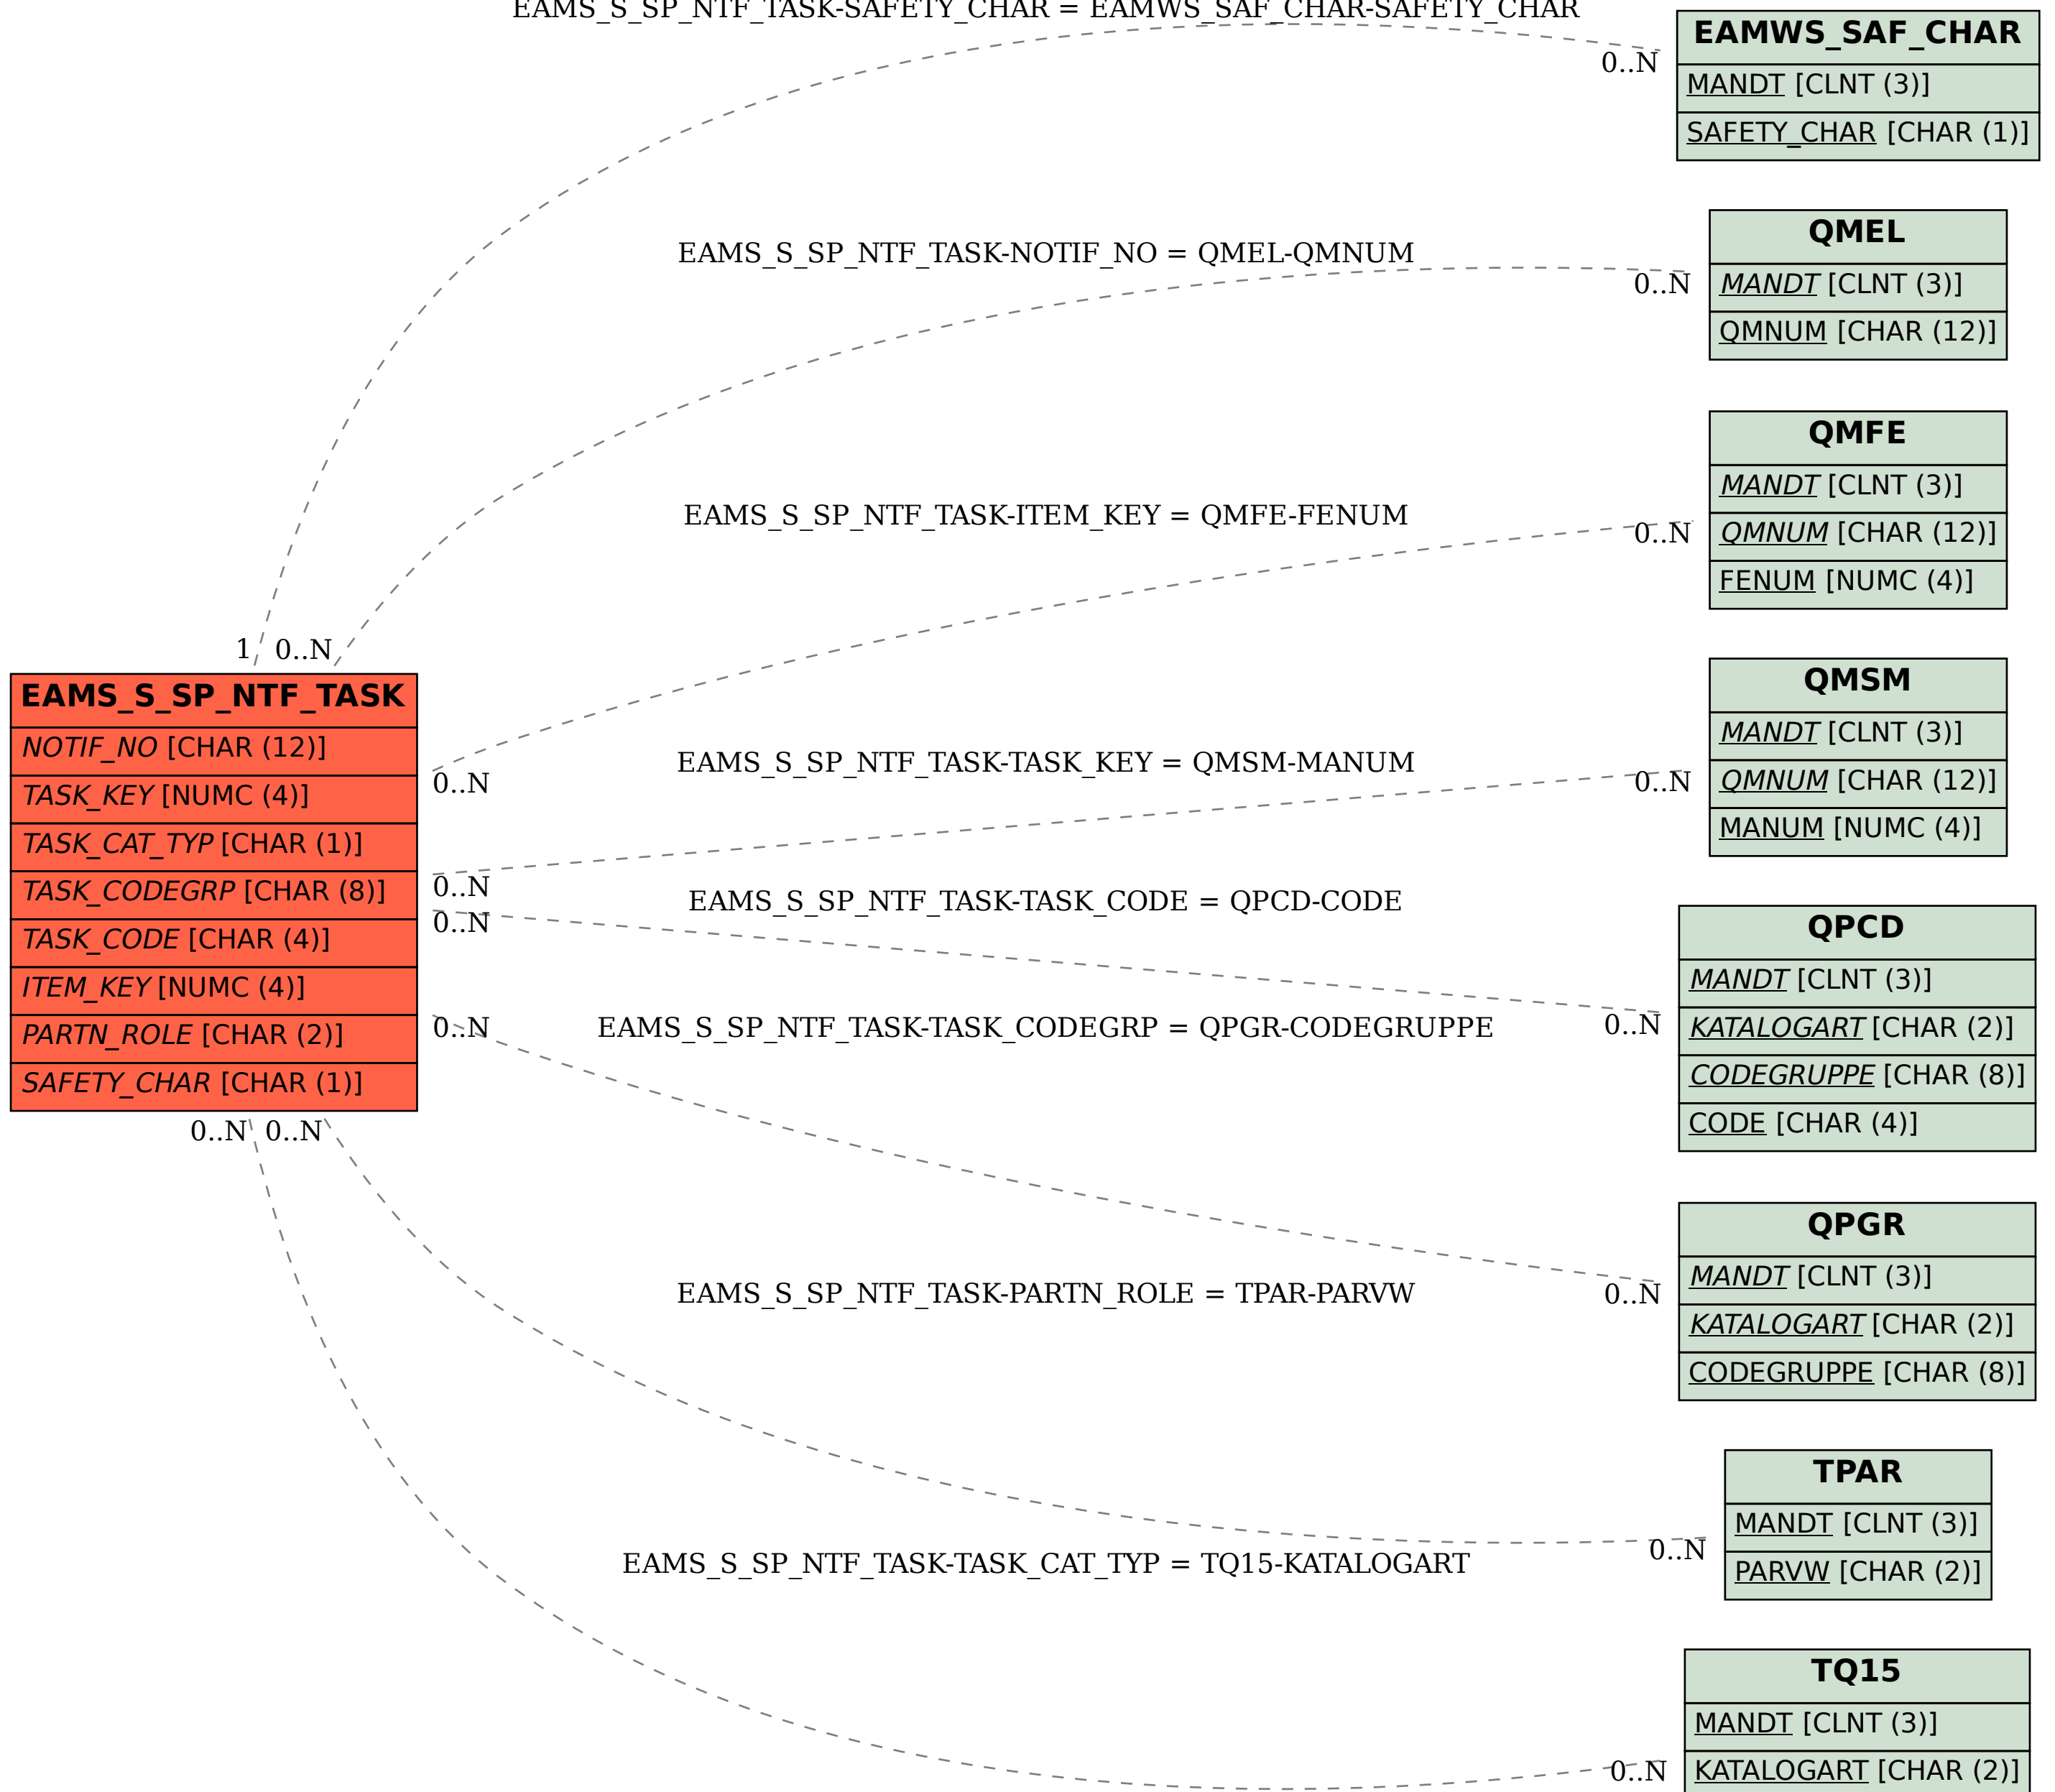 EAMS_S_SP_NTF_TASK-SAFETY_CHAR = EAMWS_SAF_CHAR-SAFETY_CHAR
0..N
EAMWS_SAF_CHAR
MANDT [CLNT (3)]
SAFETY_CHAR [CHAR (1)]
EAMS_S_SP_NTF_TASK-NOTIF_NO = QMEL-QMNUM
0..N
QMEL
MANDT [CLNT (3)]
QMNUM [CHAR (12)]
EAMS_S_SP_NTF_TASK-ITEM_KEY = QMFE-FENUM
0..N
QMFE
MANDT [CLNT (3)]
QMNUM [CHAR (12)]
FENUM [NUMC (4)]
1 0..N
EAMS_S_SP_NTF_TASK
NOTIF_NO [CHAR (12)]
TASK_KEY [NUMC (4)]
TASK_CAT_TYP [CHAR (1)]
TASK_CODEGRP [CHAR (8)]
TASK_CODE [CHAR (4)]
ITEM_KEY [NUMC (4)]
PARTN_ROLE [CHAR (2)]
SAFETY_CHAR [CHAR (1)]
0..N 0..N
0..N
0..N
0..N
0..N
EAMS_S_SP_NTF_TASK-TASK_KEY = QMSM-MANUM
0..N
QMSM
MANDT [CLNT (3)]
QMNUM [CHAR (12)]
MANUM [NUMC (4)]
EAMS_S_SP_NTF_TASK-TASK_CODE = QPCD-CODE
0..N
QPCD
MANDT [CLNT (3)]
KATALOGART [CHAR (2)]
CODEGRUPPE [CHAR (8)]
CODE [CHAR (4)]
EAMS_S_SP_NTF_TASK-TASK_CODEGRP = QPGR-CODEGRUPPE
0..N
QPGR
MANDT [CLNT (3)]
KATALOGART [CHAR (2)]
CODEGRUPPE [CHAR (8)]
EAMS_S_SP_NTF_TASK-PARTN_ROLE = TPAR-PARVW
0..N
TPAR
MANDT [CLNT (3)]
PARVW [CHAR (2)]
EAMS_S_SP_NTF_TASK-TASK_CAT_TYP = TQ15-KATALOGART
0..N
TQ15
MANDT [CLNT (3)]
KATALOGART [CHAR (2)]